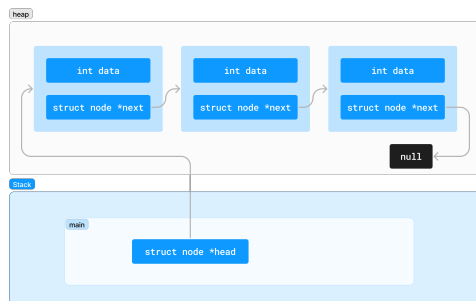 heap
int data
int data
int data
struct node *next
struct node *next
struct node *next
null
Stack
main
struct node *head